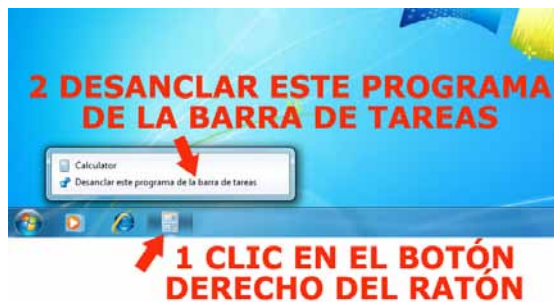 2 DESANCLAR ESTE PROGRAMA
DE LA BARRA DE TAREAS
Calculator
Desanclar este programa de la barra de tareas
1 CLIC EN EL BOTÓN
DERECHO DEL RATÓN